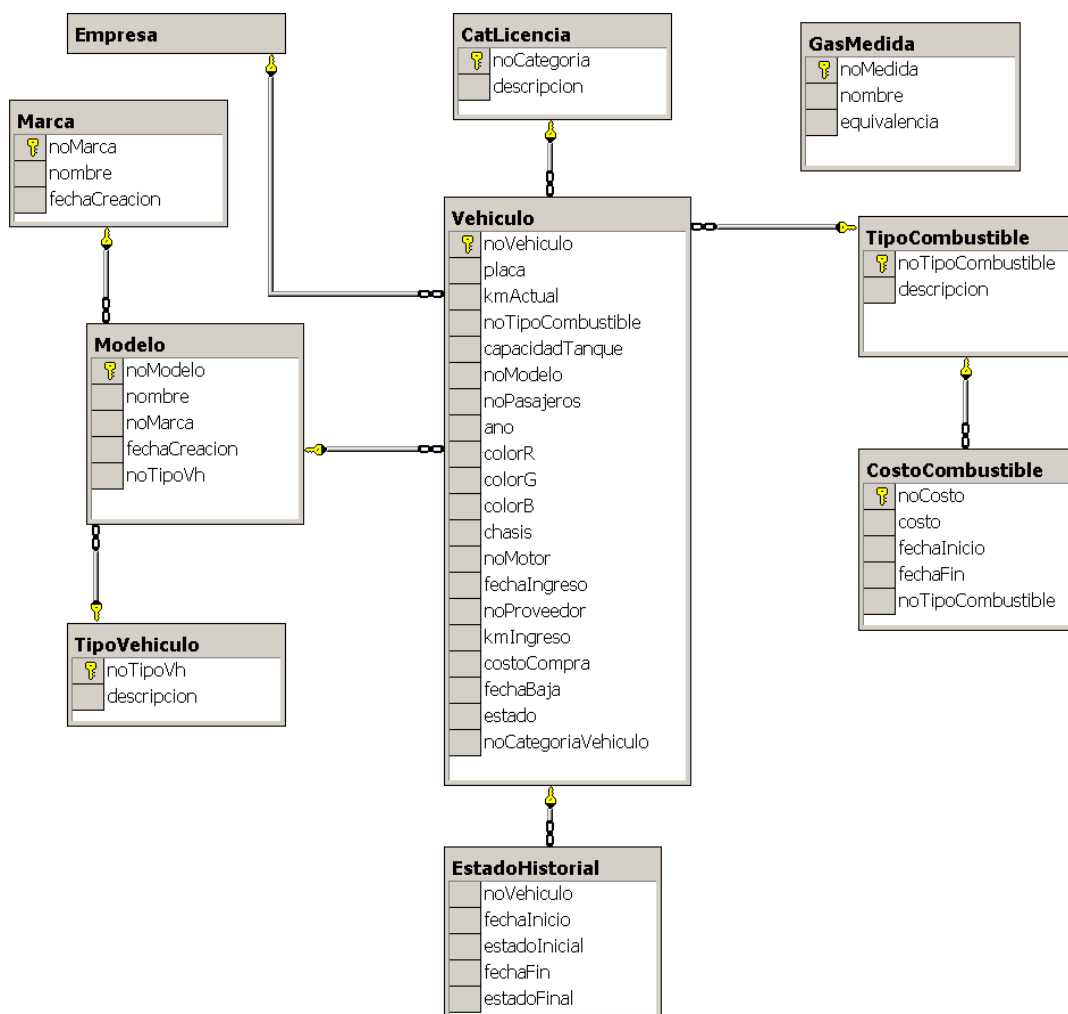 Empresa
CatLicencia
noCategoria
descripcion
GasMedida
noMedida
nombre
equivalencia
Marca
noMarca
nombre
fechaCreacion
Vehiculo
noVehiculo
placa
kmActual
noTipoCombustible
capacidadTanque
noModelo
noPasajeros
ano
colorR
colorG
colorB
chasis
noMotor
fechaIngreso
noProveedor
kmIngreso
costoCompra
fechaBaja
estado
noCategoriaVehiculo
TipoCombustible
noTipoCombustible
descripcion
Modelo
noModelo
nombre
noMarca
fechaCreacion
noTipoVh
CostoCombustible
noCosto
costo
fechaInicio
fechaFin
noTipoCombustible
TipoVehiculo
noTipoVh
descripcion
EstadoHistorial
noVehiculo
fechaInicio
estadoInicial
fechaFin
estadoFinal